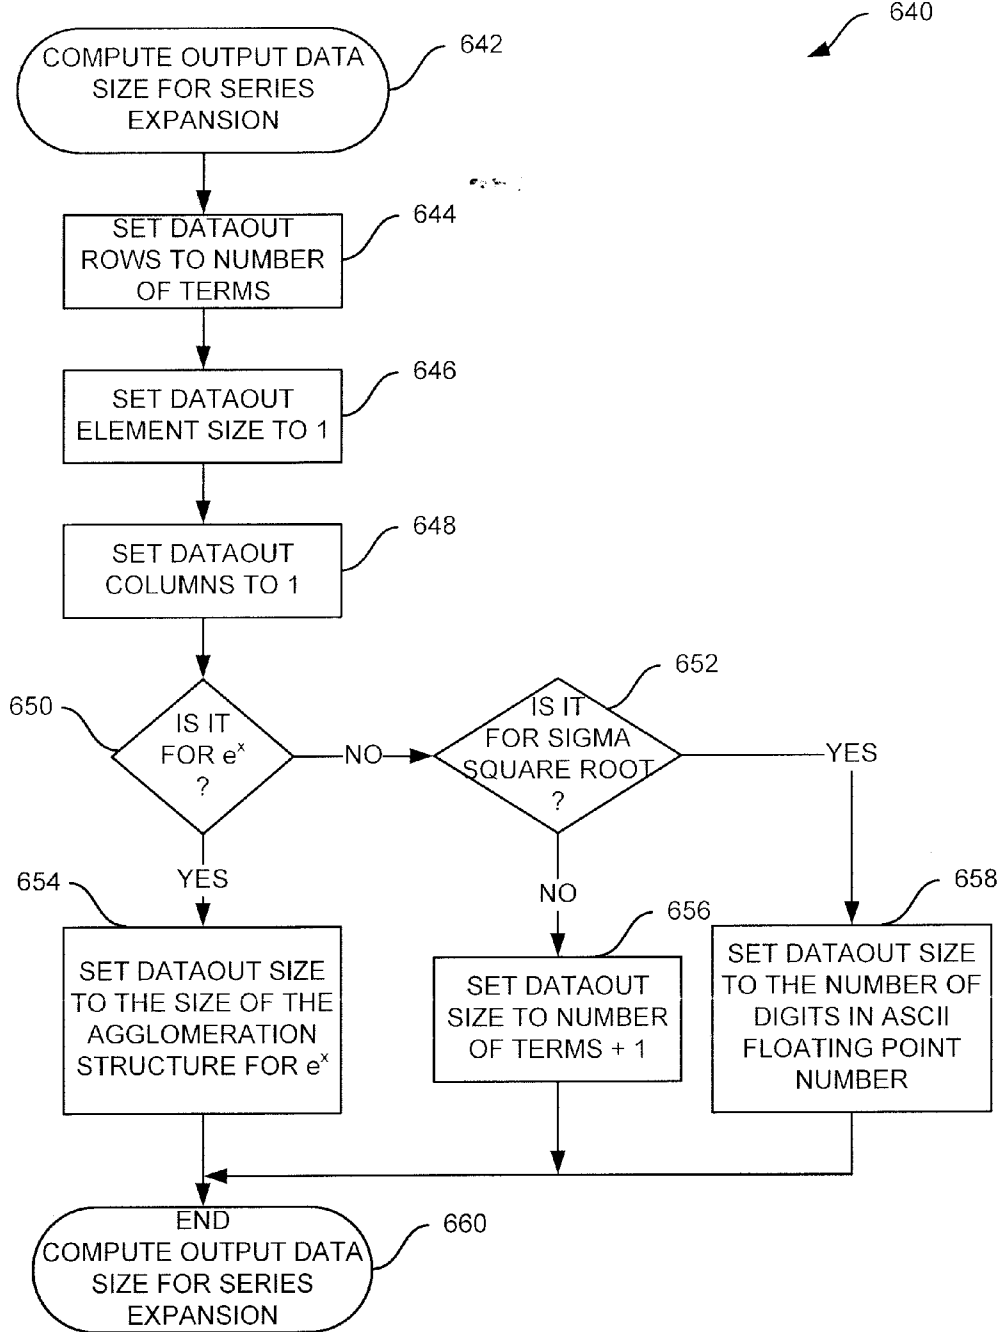 640
COMPUTE OUTPUT DATA
SIZE FOR SERIES
EXPANSION
642
SET DATAOUT
ROWS TO NUMBER
OF TERMS
644
SET DATAOUT
ELEMENT SIZE TO 1
646
SET DATAOUT
COLUMNS TO 1
648
650
IS IT
FOR eˣ
?
NO
652
IS IT
FOR SIGMA
SQUARE ROOT
?
YES
YES
NO
654
SET DATAOUT SIZE
TO THE SIZE OF THE
AGGLOMERATION
STRUCTURE FOR eˣ
656
SET DATAOUT
SIZE TO NUMBER
OF TERMS + 1
658
SET DATAOUT SIZE
TO THE NUMBER OF
DIGITS IN ASCII
FLOATING POINT
NUMBER
END
COMPUTE OUTPUT DATA
SIZE FOR SERIES
EXPANSION
660